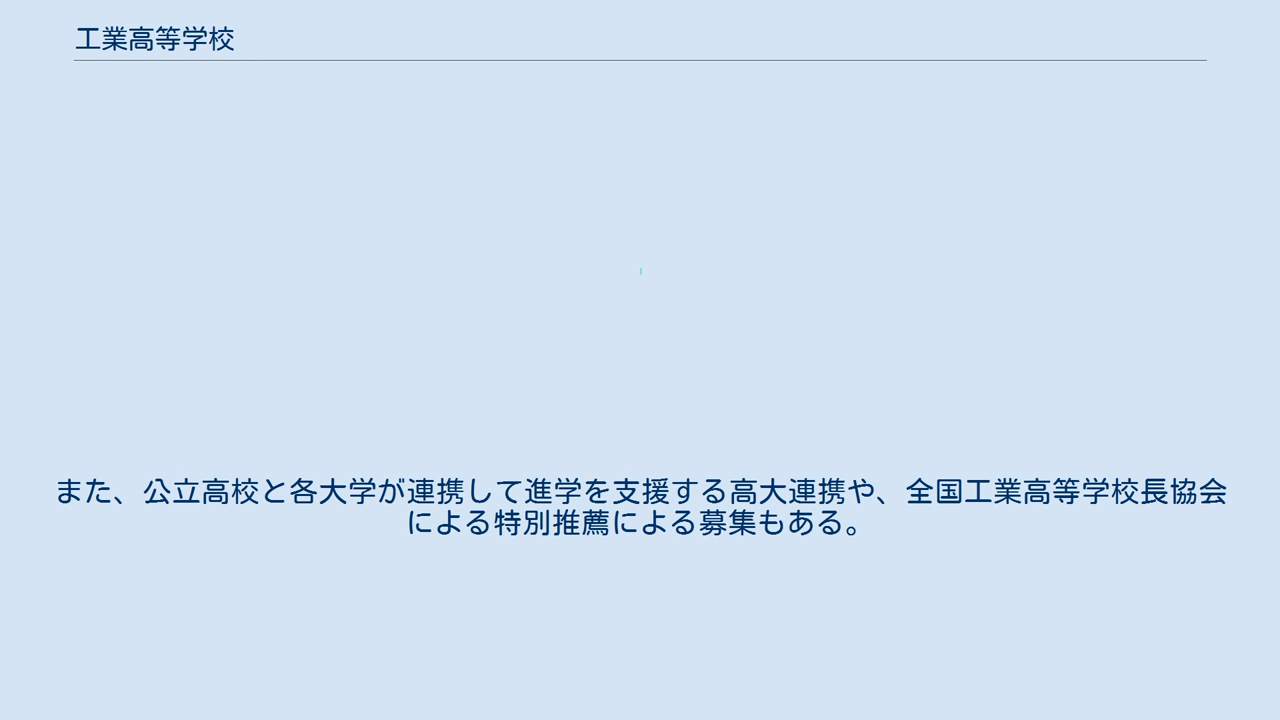 工業高等学校
また、公立高校と各大学が連携して進学を支援する高大連携や、全国工業高等学校長協会
による特別推薦による募集もある。